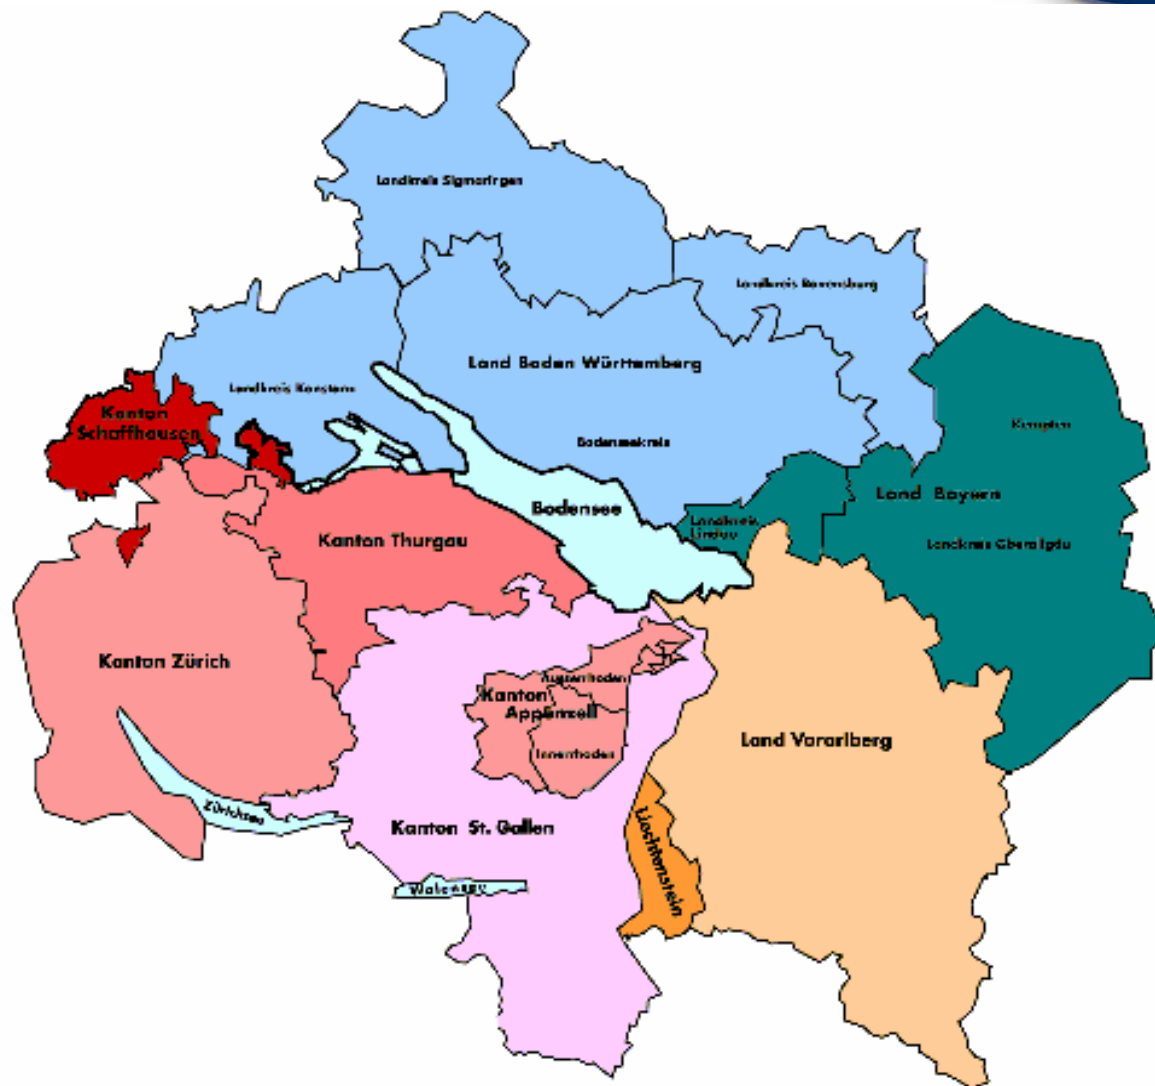 Landkreis Sigmaringen
Landkreis Ravensburg
Land Baden Württemberg
Landkreis Konstanz
Kanton
Schaffhausen
Bodenseekreis
Kempten
Land Bayern
Bodensee
Landkreis
Lindau
Kanton Thurgau
Landkreis Oberallgäu
Kanton Zürich
Ausserrhoden
Kanton
Appenzell
Innerrhoden
Land Vorarlberg
Zürichsee
Kanton St. Gallen
Liechtenstein
Walensee